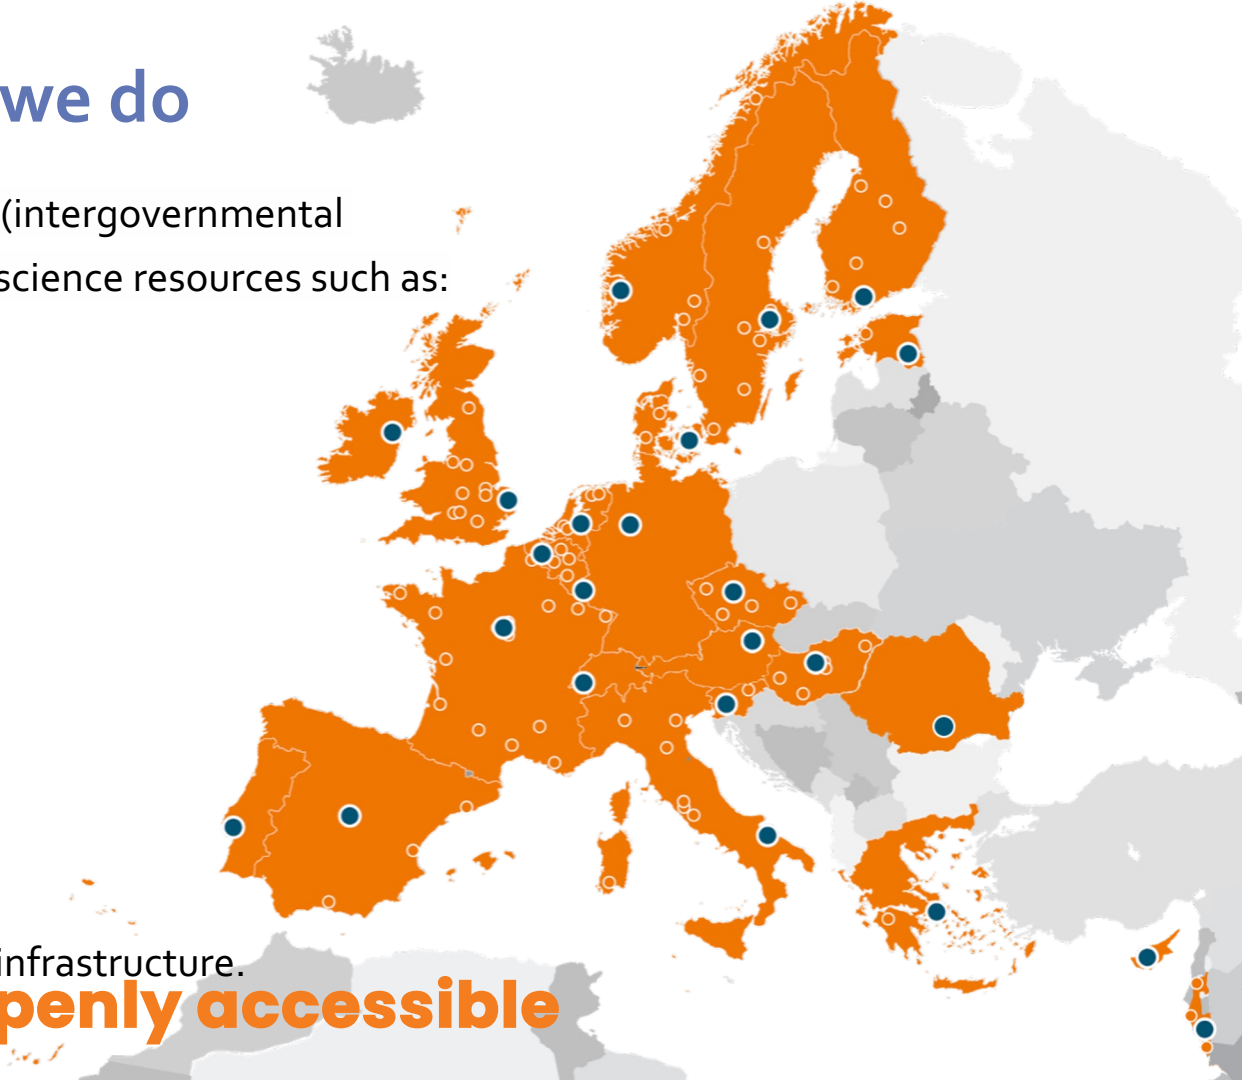 we do
(intergovernmental
science resources such as:
infrastructure.
penly accessible